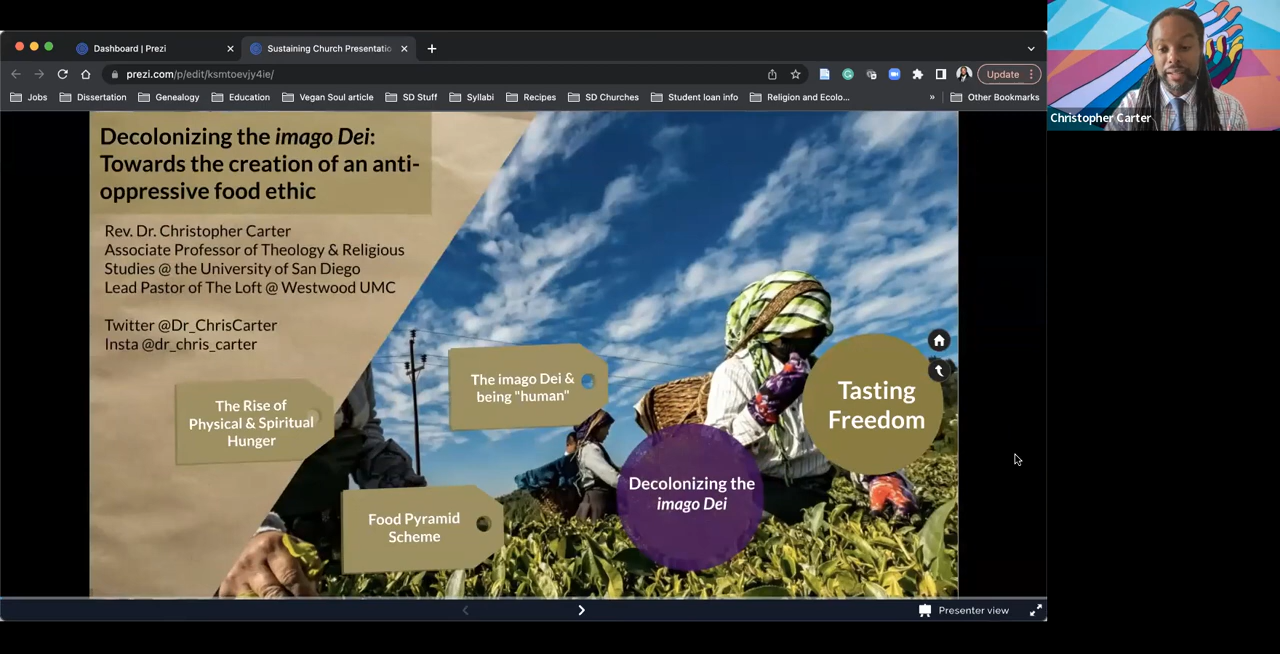 Dashboard | Prezi
Sustaining Church Presentatio
prezi.com/p/edit/ksmtoevjy4ie/
Update
Jobs
Dissertation
Genealogy
Education
Vegan Soul article
SD Stuff
Syllabi
Recipes
SD Churches
Student loan info
Religion and Ecolo...
»
Other Bookmarks
Christopher Carter
Decolonizing the imago Dei:
Towards the creation of an anti-
oppressive food ethic
Rev. Dr. Christopher Carter
Associate Professor of Theology & Religious
Studies @ the University of San Diego
Lead Pastor of The Loft @ Westwood UMC
Twitter @Dr_ChrisCarter
Insta @dr_chris_carter
The Rise of
Physical & Spiritual
Hunger
Food Pyramid
Scheme
The imago Dei &
being "human"
Decolonizing the
imago Dei
Tasting
Freedom
Presenter view